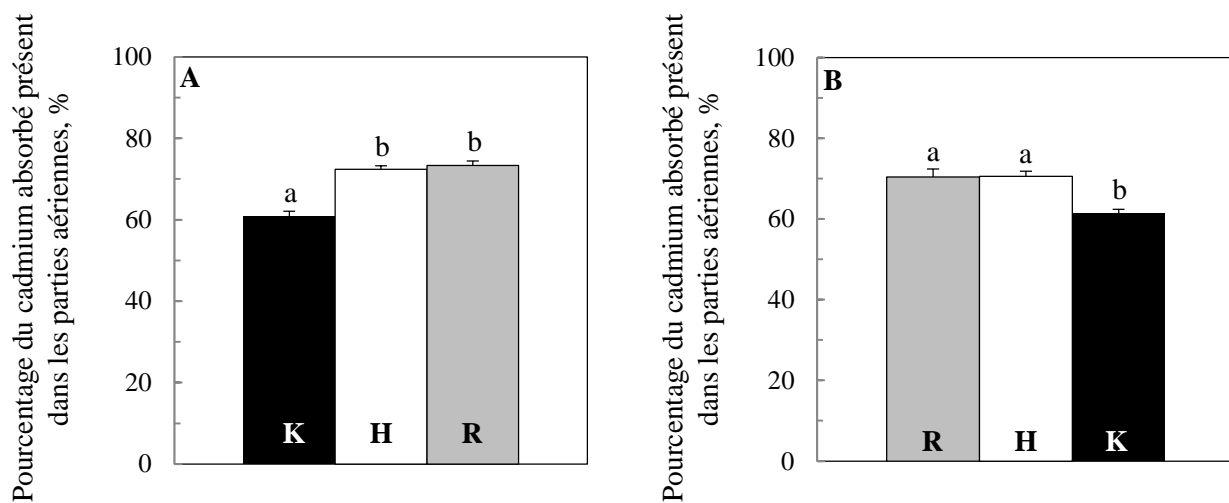 Pourcentage du cadmium absorbé présent
dans les parties aériennes, %
100
80
60
40
20
0
A
a
b
b
K
H
R
Pourcentage du cadmium absorbé présent
dans les parties aériennes, %
100
80
60
40
20
0
B
a
a
b
R
H
K